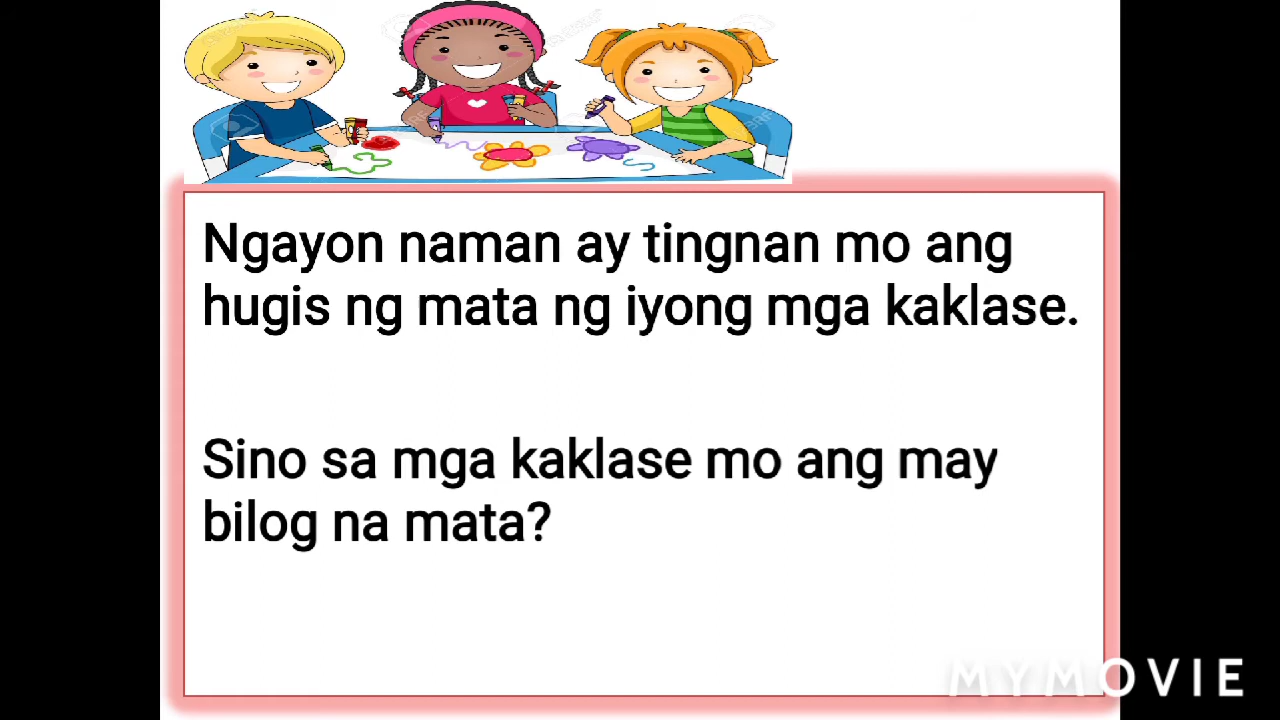 Ngayon naman ay tingnan mo ang
hugis ng mata ng iyong mga kaklase.
Sino sa mga kaklase mo ang may
bilog na mata?
MYMOVIE